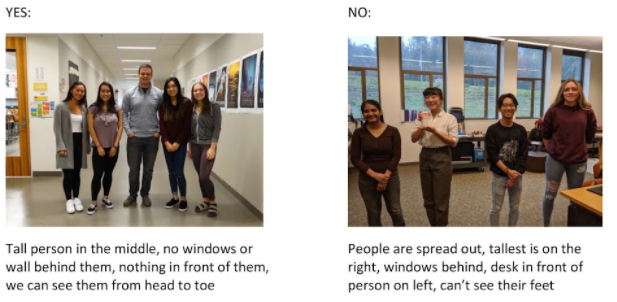 YES:
Tall person in the middle, no windows or
wall behind them, nothing in front of them,
we can see them from head to toe
NO:
People are spread out, tallest is on the
right, windows behind, desk in front of
person on left, can't see their feet